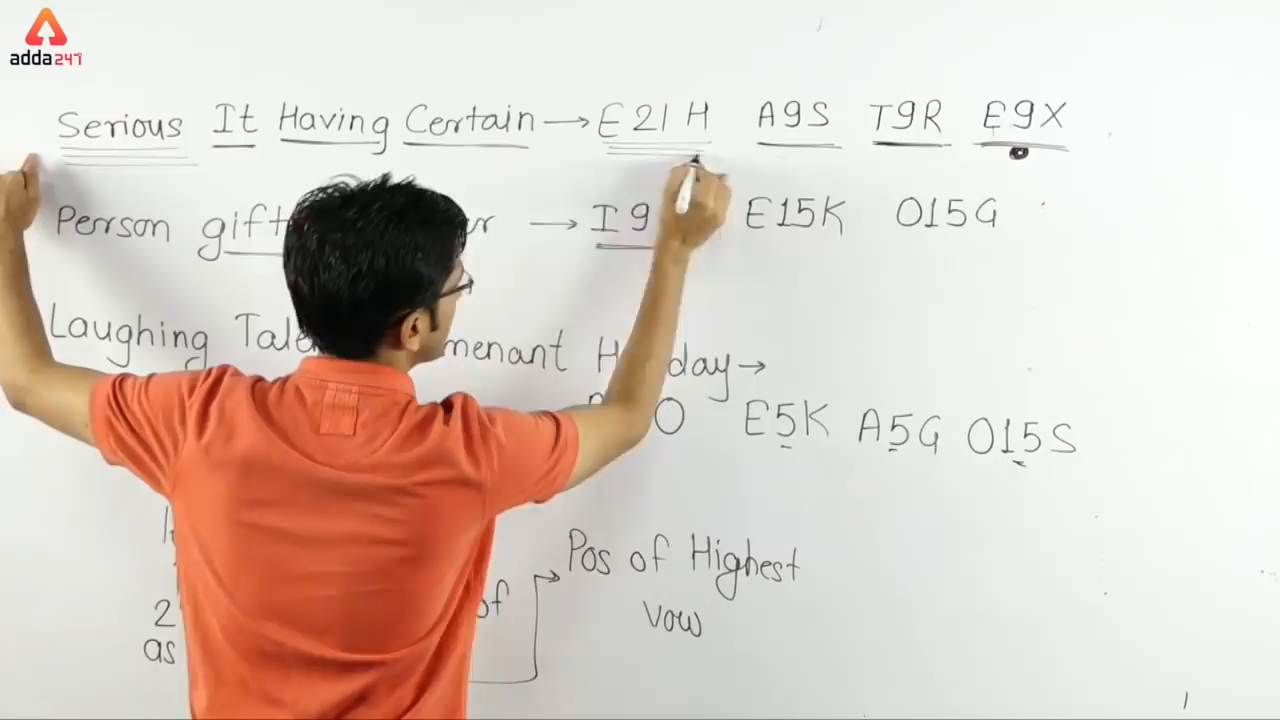 adda247
Serious It Having Certain → E21H A9S T9R E9X
Person gift r → I9 E15K O15G
Laughing Tale menant H day →
O E5K A5G O15S
Pos of Highest
2 of vow
as